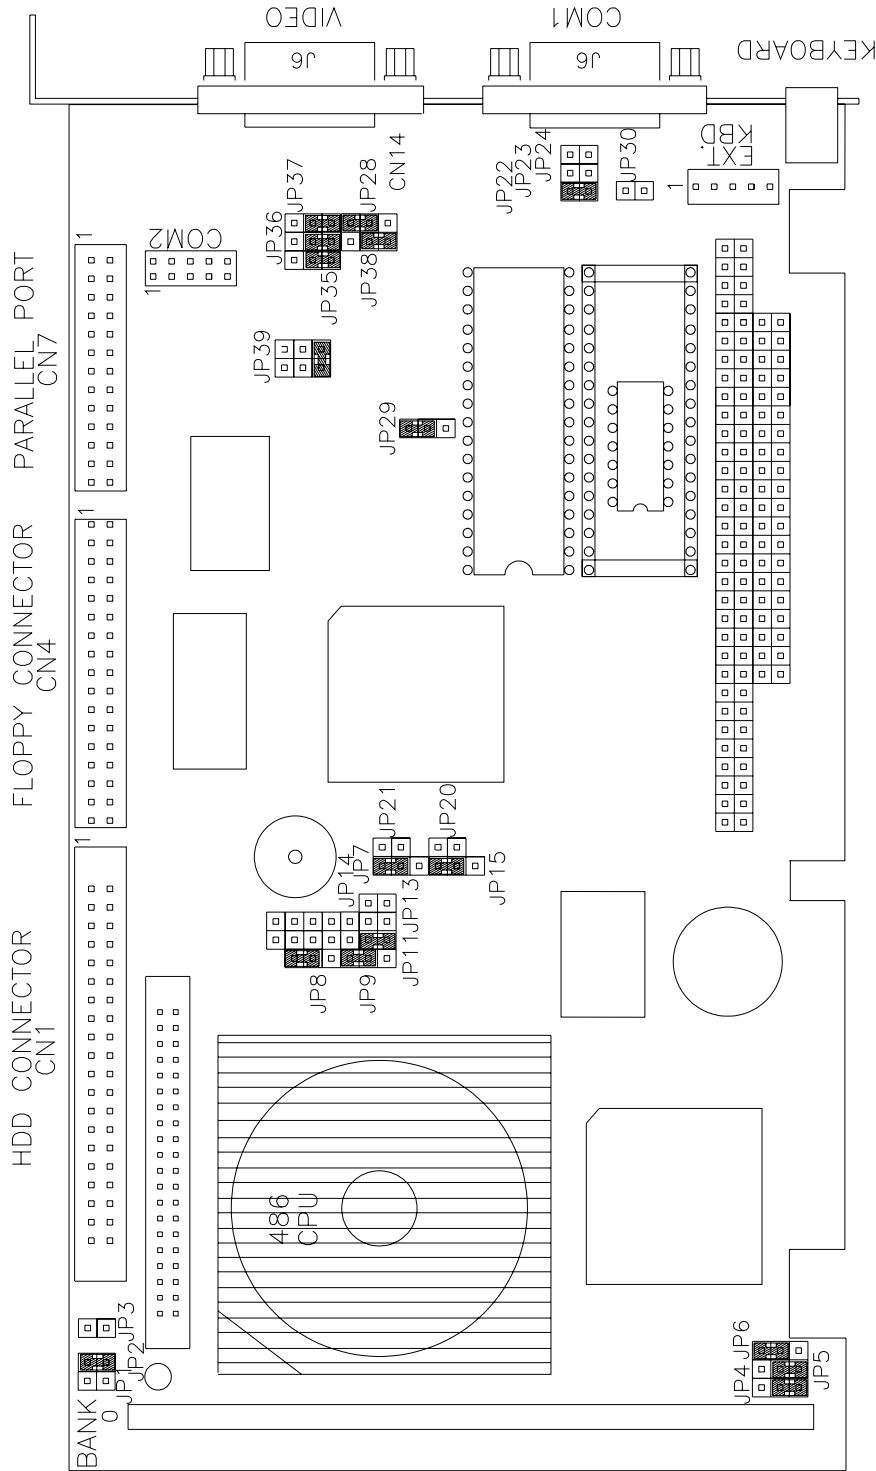 VIDEO
COM1
J6
J6
KEYBOARD
JP22
JP23
JP24
JP30
EXT.
KBD
1
JP37
JP28
CN14
JP36
COM2
1
1
JP35
JP38
PARALLEL PORT
CN7
JP39
JP29
FLOPPY CONNECTOR
CN4
1
JP21
JP20
JP7
JP14
JP15
1
JP13
JP11
JP8
JP9
HDD CONNECTOR
CN1
486
CPU
JP3
JP2
JP1
BANK
0
JP6
JP4
JP5